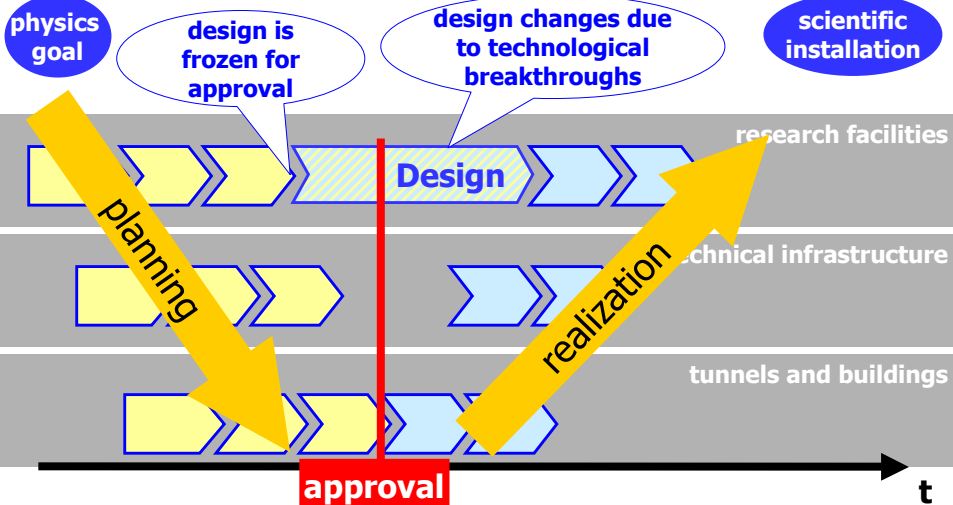 physics
goal
design is
frozen for
approval
design changes due
to technological
breakthroughs
scientific
installation
research facilities
Design
planning
echnical infrastructure
realization
tunnels and buildings
approval
t